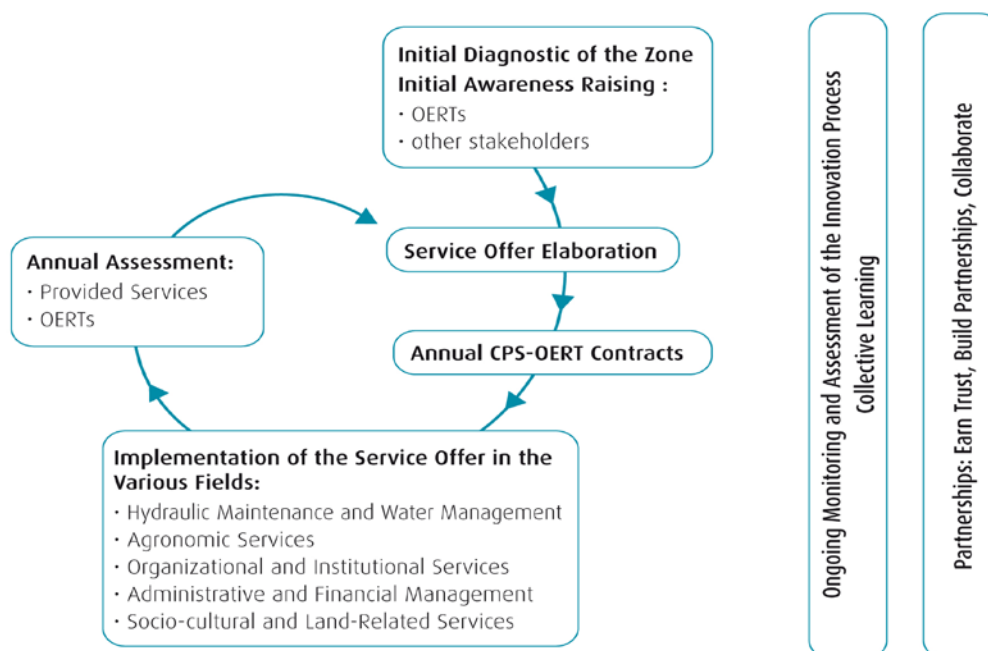 Initial Diagnostic of the Zone
Initial Awareness Raising :
· OERTs
· other stakeholders
Service Offer Elaboration
Annual CPS-OERT Contracts
Implementation of the Service Offer in the
Various Fields:
· Hydraulic Maintenance and Water Management
· Agronomic Services
· Organizational and Institutional Services
· Administrative and Financial Management
· Socio-cultural and Land-Related Services
Annual Assessment:
· Provided Services
· OERTs
Ongoing Monitoring and Assessment of the Innovation Process
Collective Learning
Partnerships: Earn Trust, Build Partnerships, Collaborate